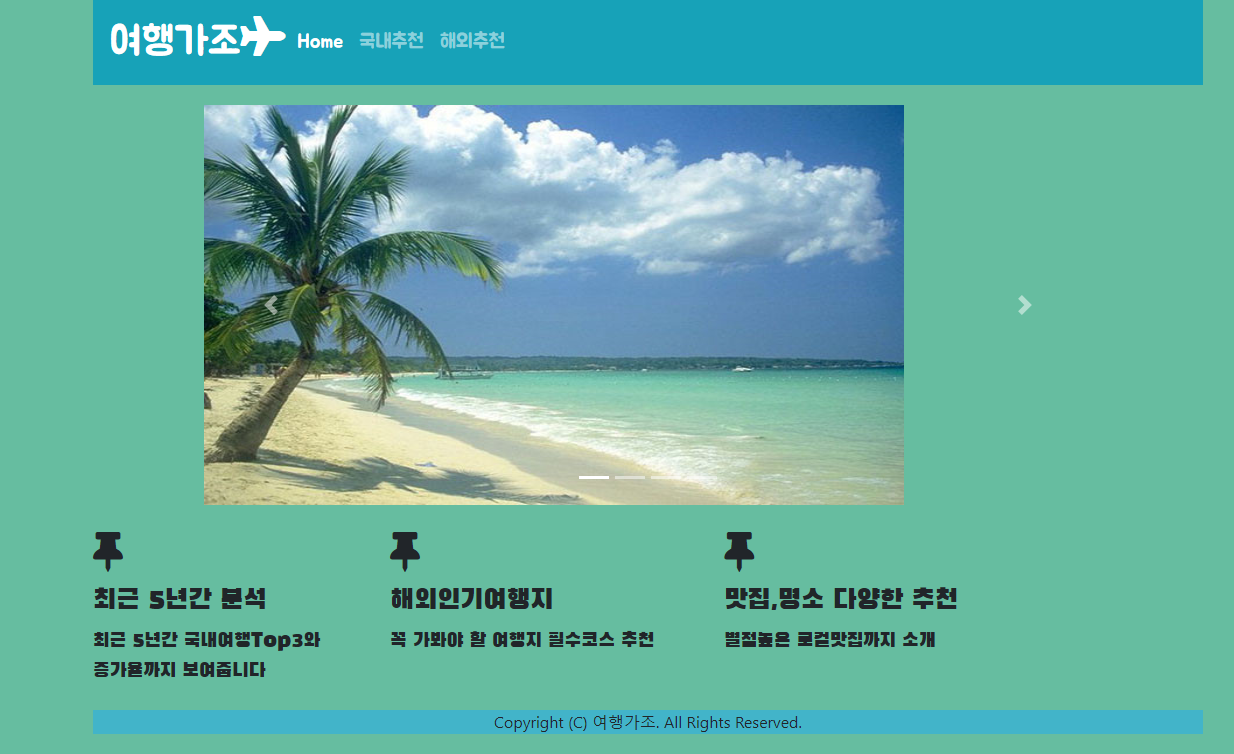 여행가조 Home 국내추천 해외추천
최근 5년간 분석
최근 5년간 국내여행Top3와
증가율까지 보여줍니다
해외인기여행지
꼭 가봐야 할 여행지 필수코스 추천
맛집,명소 다양한 추천
별점높은 로컬맛집까지 소개
Copyright (C) 여행가조. All Rights Reserved.